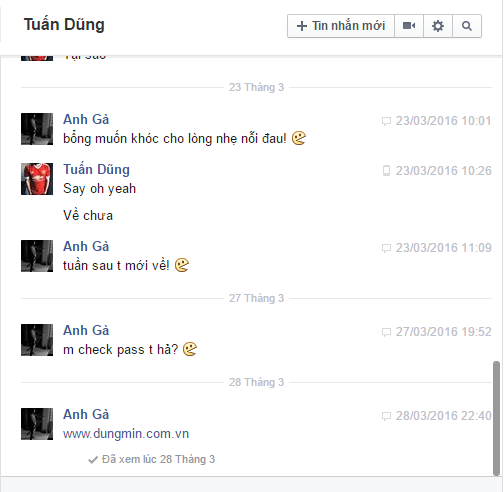 Tuấn Dũng
Tin nhắn mới
Tại sao
23 Tháng 3
Anh Gà
23/03/2016 10:01
bổng muốn khóc cho lòng nhẹ nỗi đau!
Tuấn Dũng
23/03/2016 10:26
Say oh yeah
Về chưa
Anh Gà
23/03/2016 11:09
tuần sau t mới về!
27 Tháng 3
Anh Gà
27/03/2016 19:52
m check pass t hả?
28 Tháng 3
Anh Gà
28/03/2016 22:40
www.dungmin.com.vn
Đã xem lúc 28 Tháng 3